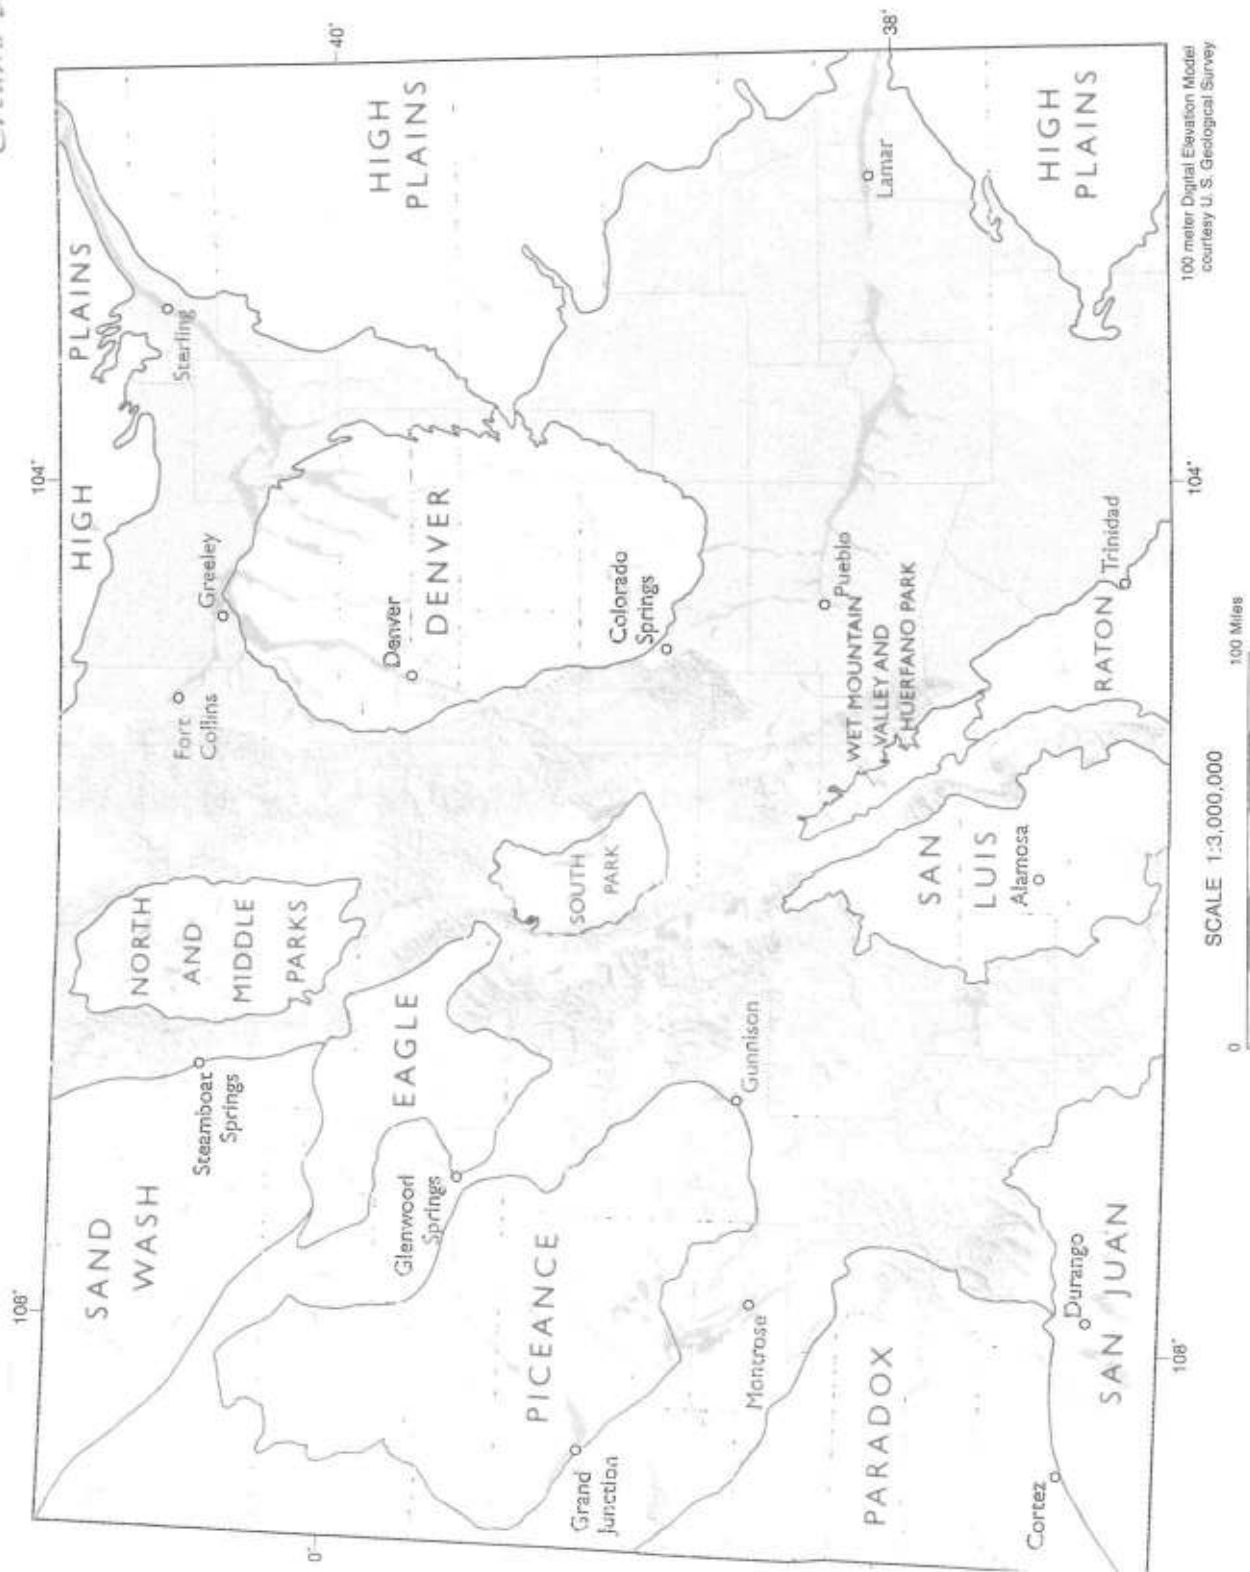 40°
38°
104°
104°
108°
108°
0°
HIGH
PLAINS
HIGH
PLAINS
HIGH
PLAINS
Sterling
Lamar
Greeley
Fort
Collins
Denver
DENVER
Colorado
Springs
Pueblo
WET MOUNTAIN
VALLEY AND
HUERFANO PARK
RATON
Trinidad
NORTH
AND
MIDDLE
PARKS
SOUTH
PARK
SAN
LUIS
Alamosa
EAGLE
Gunnison
Steamboat
Springs
SAND
WASH
Glenwood
Springs
PICEANCE
Grand
Junction
Montrose
PARADOX
Durango
SAN JUAN
Cortez
100 meter Digital Elevation Model
courtesy U. S. Geological Survey
SCALE 1:3,000,000
0
100 Miles